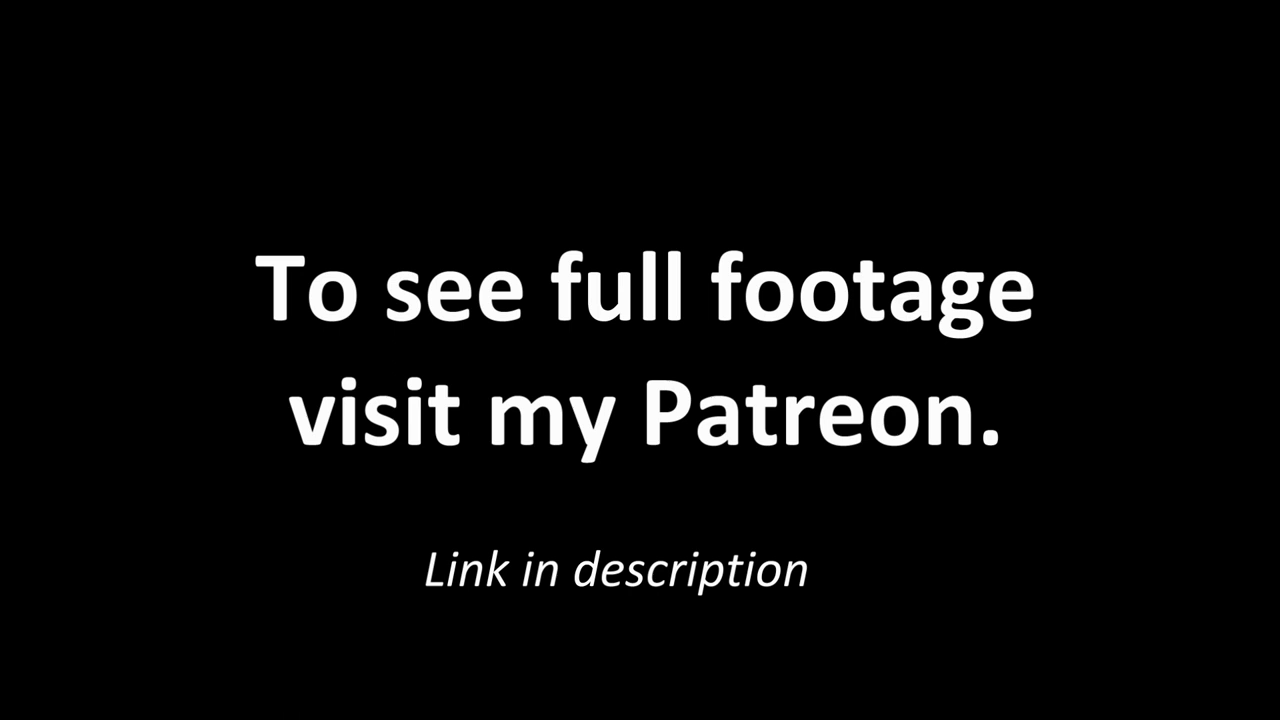 To see full footage
visit my Patreon.
Link in description